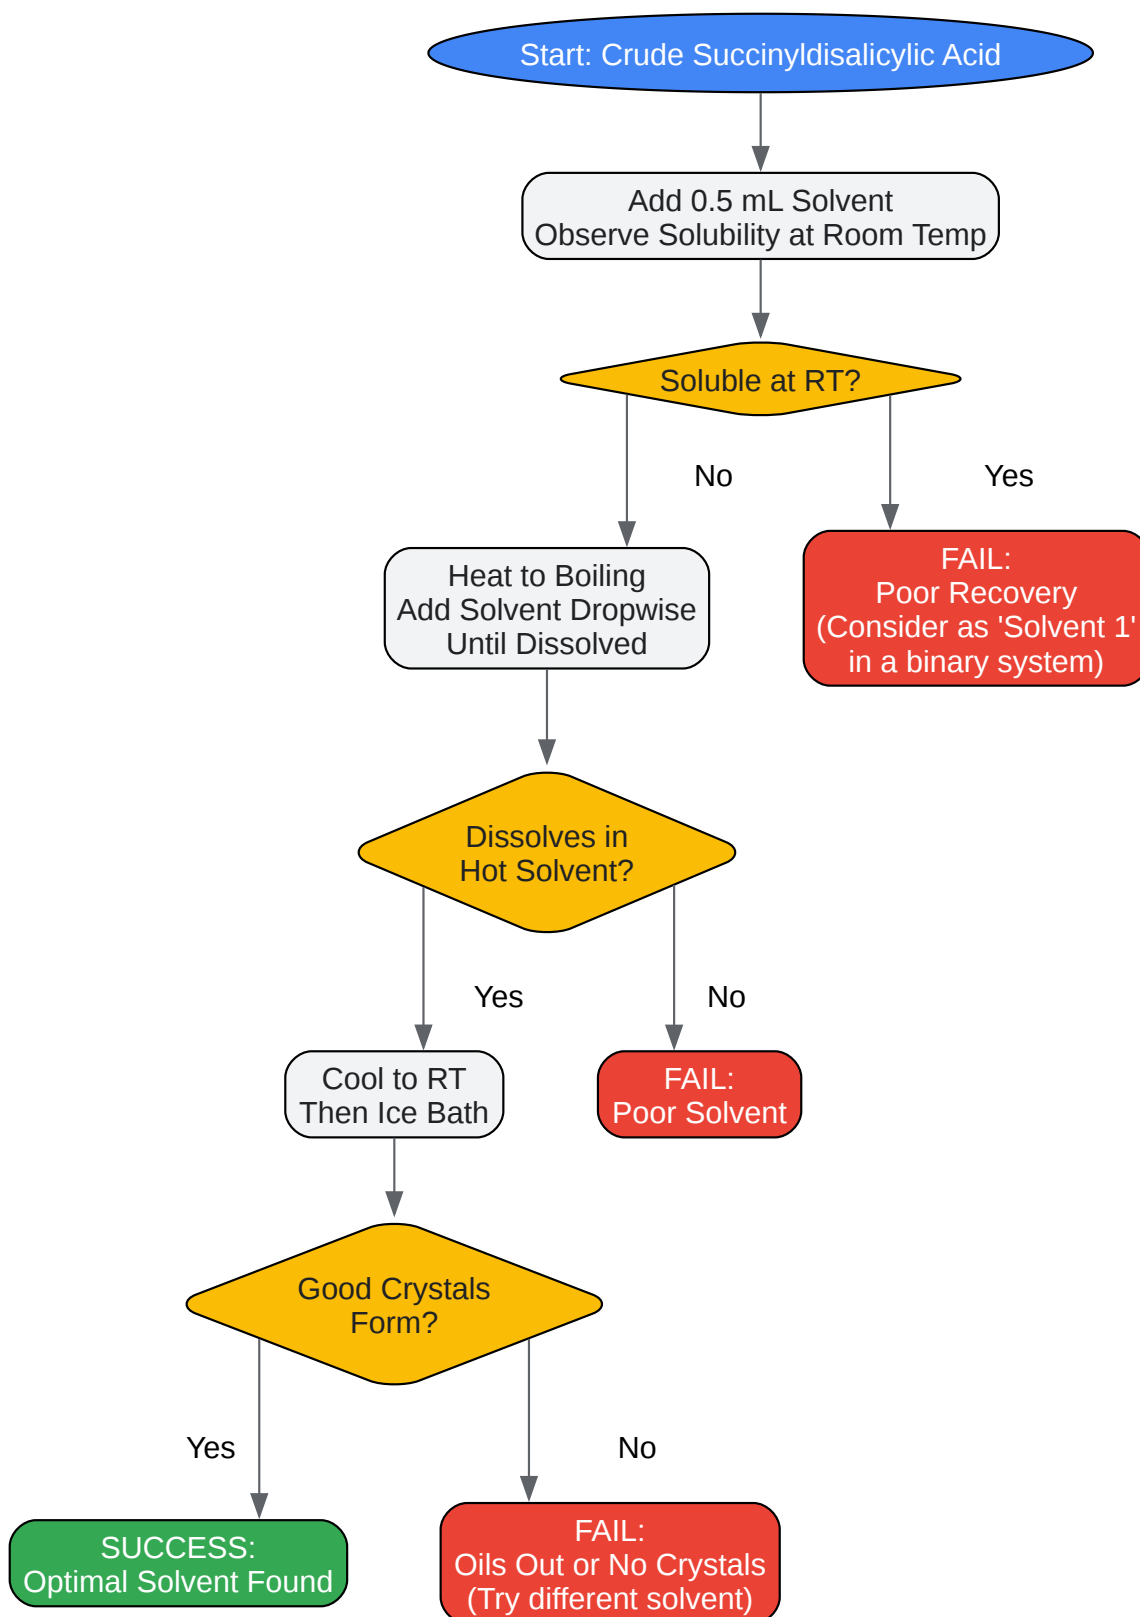 Start: Crude Succinyldisalicylic Acid
Add 0.5 mL Solvent
Observe Solubility at Room Temp
Soluble at RT?
No
Yes
Heat to Boiling
Add Solvent Dropwise
Until Dissolved
FAIL:
Poor Recovery
(Consider as 'Solvent 1'
in a binary system)
Dissolves in
Hot Solvent?
Yes
No
Cool to RT
Then Ice Bath
FAIL:
Poor Solvent
Good Crystals
Form?
Yes
No
SUCCESS:
Optimal Solvent Found
FAIL:
Oils Out or No Crystals
(Try different solvent)